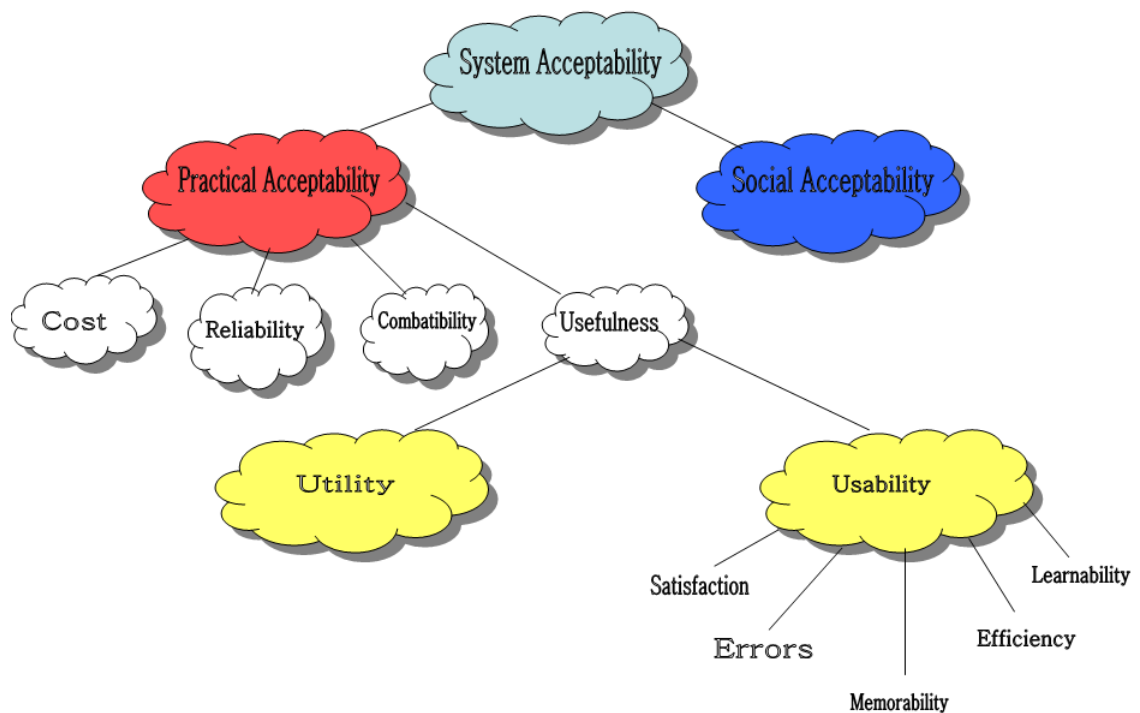 System Acceptability
Practical Acceptability
Social Acceptability
Cost
Reliability
Combatibility
Usefulness
Utility
Usability
Satisfaction
Errors
Memorability
Efficiency
Learnability